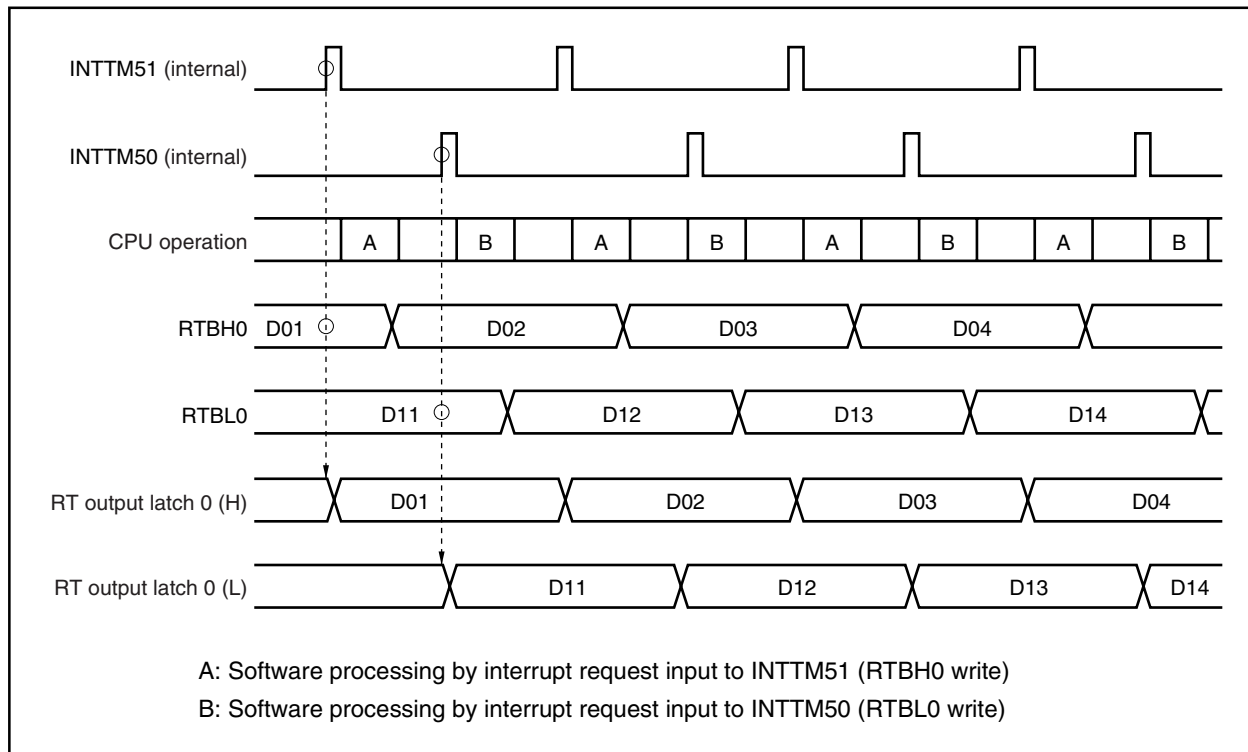 INTTM51 (internal)
INTTM50 (internal)
CPU operation A B A B A B A B
RTBH0 D01 D02 D03 D04
RTBL0 D11 D12 D13 D14
RT output latch 0 (H) D01 D02 D03 D04
RT output latch 0 (L) D11 D12 D13 D14
A: Software processing by interrupt request input to INTTM51 (RTBH0 write)
B: Software processing by interrupt request input to INTTM50 (RTBL0 write)